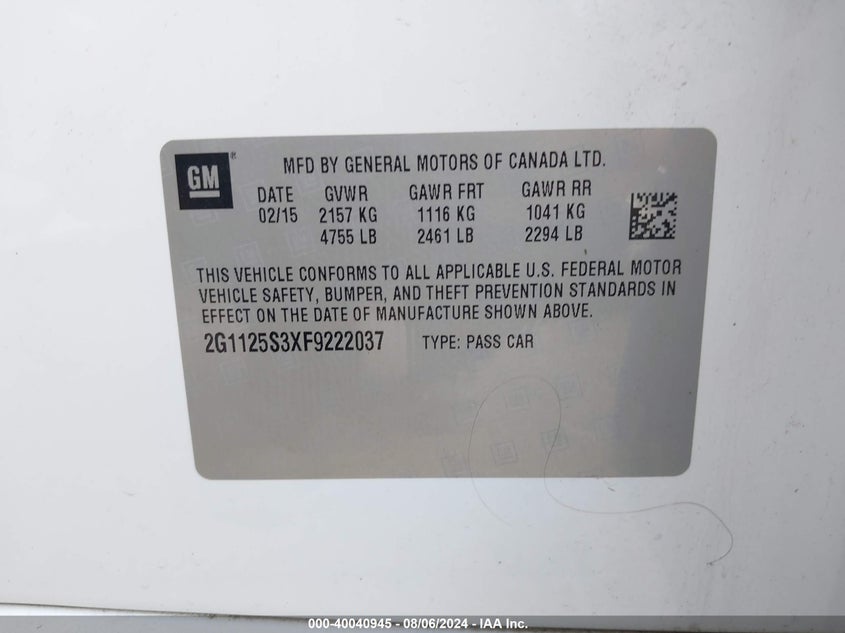 GM®
MFD BY GENERAL MOTORS OF CANADA LTD.
DATE GVWR GAWR FRT GAWR RR
02/15 2157 KG 1116 KG 1041 KG
4755 LB 2461 LB 2294 LB
THIS VEHICLE CONFORMS TO ALL APPLICABLE U.S. FEDERAL MOTOR
VEHICLE SAFETY, BUMPER, AND THEFT PREVENTION STANDARDS IN
EFFECT ON THE DATE OF MANUFACTURE SHOWN ABOVE.
2G1125S3XF9222037 TYPE: PASS CAR
000-40040945 - 08/06/2024 - IAA Inc.